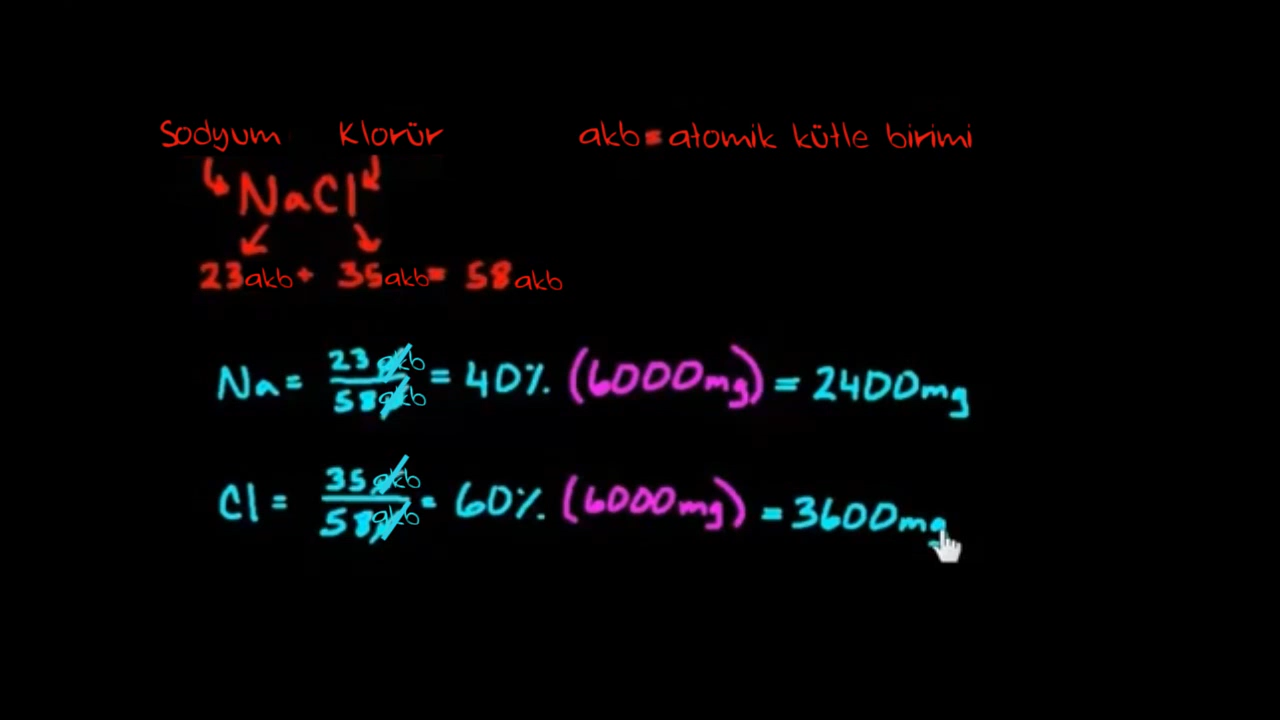 Sodyum Klorür akb=atomik kütle birimi
NaCl
23akb+ 35akb= 58akb
Na= 23akb/58akb = 40%. (6000mg) = 2400mg
Cl= 35akb/58akb = 60%. (6000mg) = 3600mg